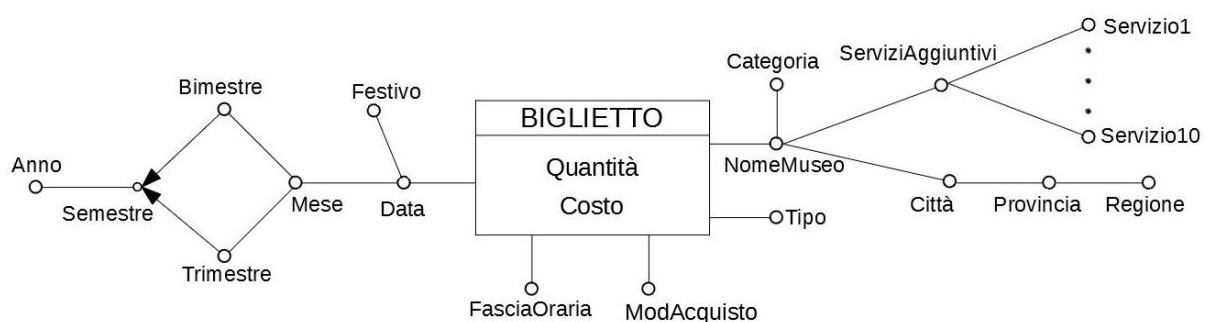 Servizio1
ServiziAggiuntivi
Categoria
Bimestre
Festivo
BIGLIETTO
Servizio10
NomeMuseo
Anno
Quantità
Semestre
Mese
Data
Costo
Città
Provincia
Regione
Tipo
Trimestre
FasciaOraria
ModAcquisto